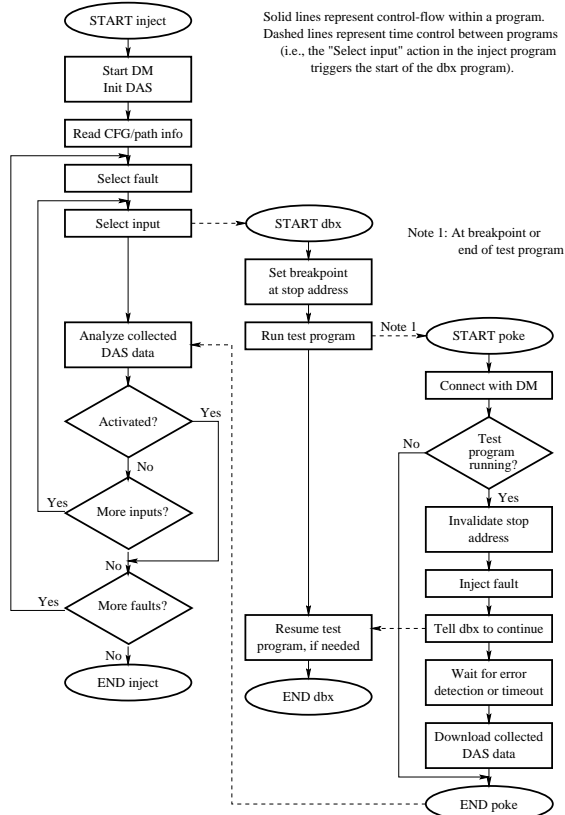 START inject
Solid lines represent control-flow within a program.
Dashed lines represent time control between programs
(i.e., the "Select input" action in the inject program
triggers the start of the dbx program).
Start DM
Init DAS
Read CFG/path info
Select fault
Select input
START dbx
Note 1: At breakpoint or
end of test program
Set breakpoint
at stop address
Analyze collected
DAS data
Run test program
Note 1
START poke
Connect with DM
Activated?
Yes
No
No
Test
program
running?
Yes
Yes
More inputs?
Invalidate stop
address
No
Inject fault
Yes
More faults?
Resume test
program, if needed
Tell dbx to continue
No
END inject
END dbx
Wait for error
detection or timeout
Download collected
DAS data
END poke